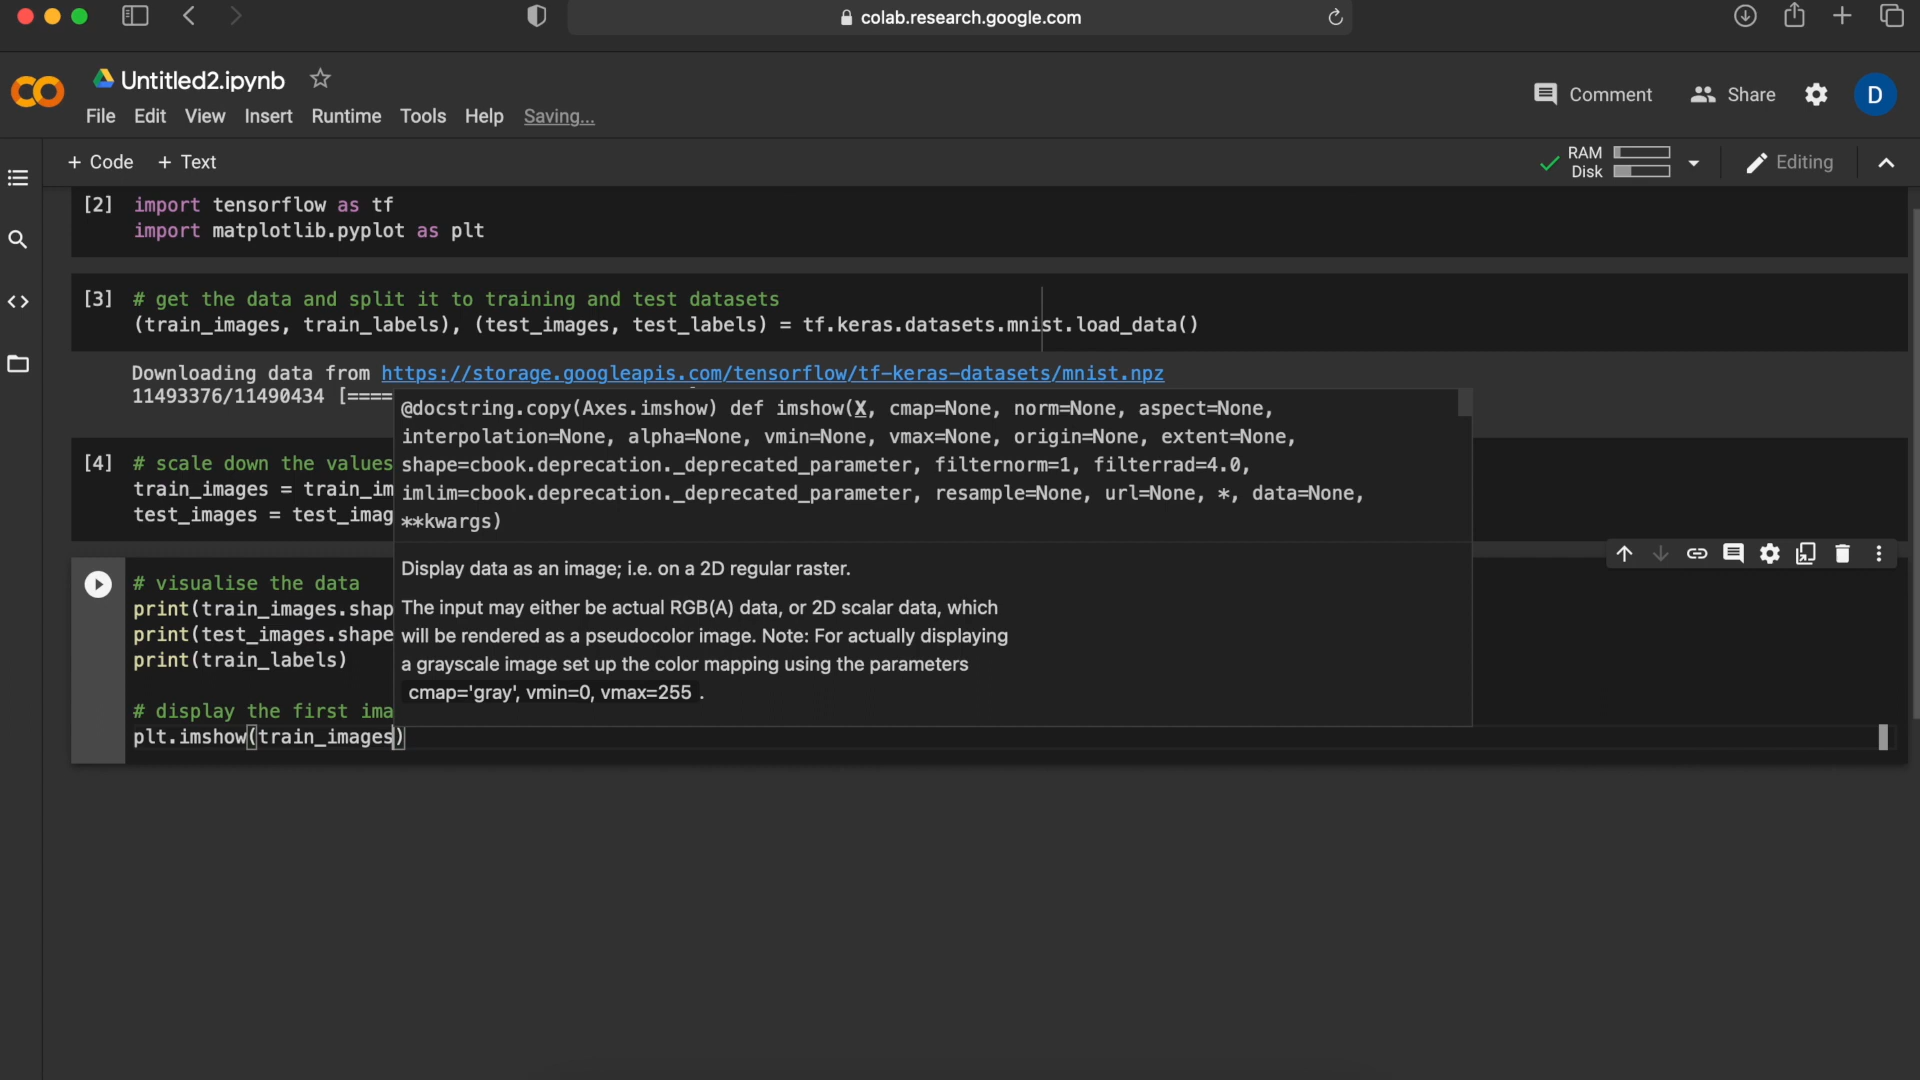 colab.research.google.com
Untitled2.ipynb
File Edit View Insert Runtime Tools Help Saving...
Comment Share D
+ Code + Text
RAM
Disk
Editing
[2] import tensorflow as tf
import matplotlib.pyplot as plt
[3] # get the data and split it to training and test datasets
(train_images, train_labels), (test_images, test_labels) = tf.keras.datasets.mnist.load_data()
Downloading data from https://storage.googleapis.com/tensorflow/tf-keras-datasets/mnist.npz
11493376/11490434 [====
@docstring.copy(Axes.imshow) def imshow(X, cmap=None, norm=None, aspect=None,
interpolation=None, alpha=None, vmin=None, vmax=None, origin=None, extent=None,
shape=cbook.deprecation._deprecated_parameter, filternorm=1, filterrad=4.0,
imlim=cbook.deprecation._deprecated_parameter, resample=None, url=None, *, data=None,
**kwargs)
Display data as an image; i.e. on a 2D regular raster.
The input may either be actual RGB(A) data, or 2D scalar data, which
will be rendered as a pseudocolor image. Note: For actually displaying
a grayscale image set up the color mapping using the parameters
cmap='gray', vmin=0, vmax=255 .
[4] # scale down the values
train_images = train_im
test_images = test_imag
# visualise the data
print(train_images.shap
print(test_images.shape
print(train_labels)
# display the first ima
plt.imshow(train_images)